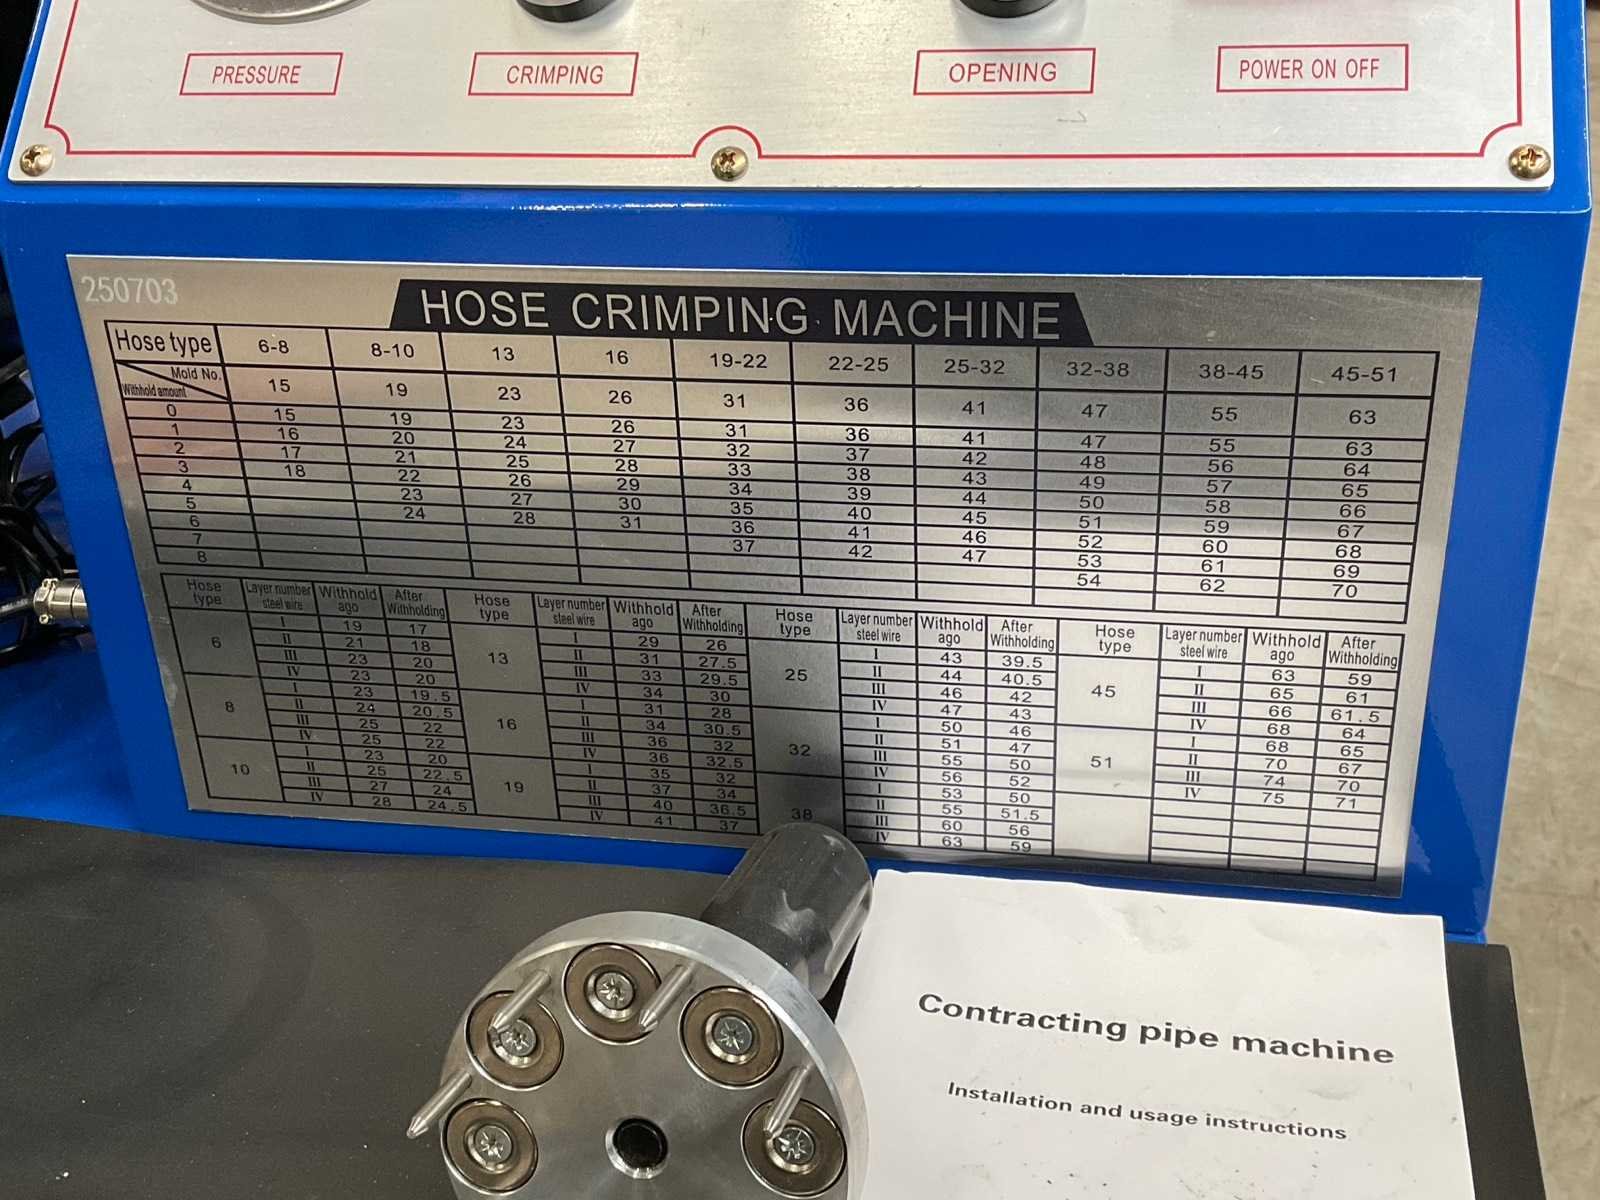 PRESSURE CRIMPING OPENING POWER ON OFF
250703
HOSE CRIMPING MACHINE
Hose type 6-8 8-10 13 16 19-22 22-25 25-32 32-38 38-45 45-51
Mold No. Withhold amount 15 19 23 26 31 36 41 47 55 63
0 15 19 23 26 31 36 41 47 55 63
1 16 20 24 27 32 37 42 48 56 64
2 17 21 25 28 33 38 43 49 57 65
3 18 22 26 29 34 39 44 50 58 66
4 23 27 30 35 40 45 51 59 67
5 24 28 31 36 41 46 52 60 68
6 37 42 47 53 61 69
7 54 62 70
8
Hose type Layer number steel wire Withhold ago After Withholding Hose type Layer number steel wire Withhold ago After Withholding Hose type Layer number steel wire Withhold ago After Withholding Hose type Layer number steel wire Withhold ago After Withholding
6 I 19 17 13 I 29 26 25 I 43 39.5 45 I 63 59
II 21 18 II 31 27.5 II 44 40.5 II 65 61
III 23 20 III 33 29.5 III 46 42 III 66 61.5
IV 23 20 IV 34 30 IV 47 43 IV 68 64
8 I 23 19.5 16 I 31 28 32 I 50 46 51 I 68 65
II 24 20.5 II 34 30.5 II 51 47 II 70 67
III 25 22 III 36 32 III 55 50 III 74 70
IV 25 22 IV 36 32.5 IV 56 52 IV 75 71
10 I 23 20 19 I 35 32 38 I 53 50
II 25 22.5 II 37 34 II 55 51.5
III 27 24 III 40 36.5 III 60 56
IV 28 24.5 IV 41 37 IV 63 59
Contracting pipe machine
Installation and usage instructions